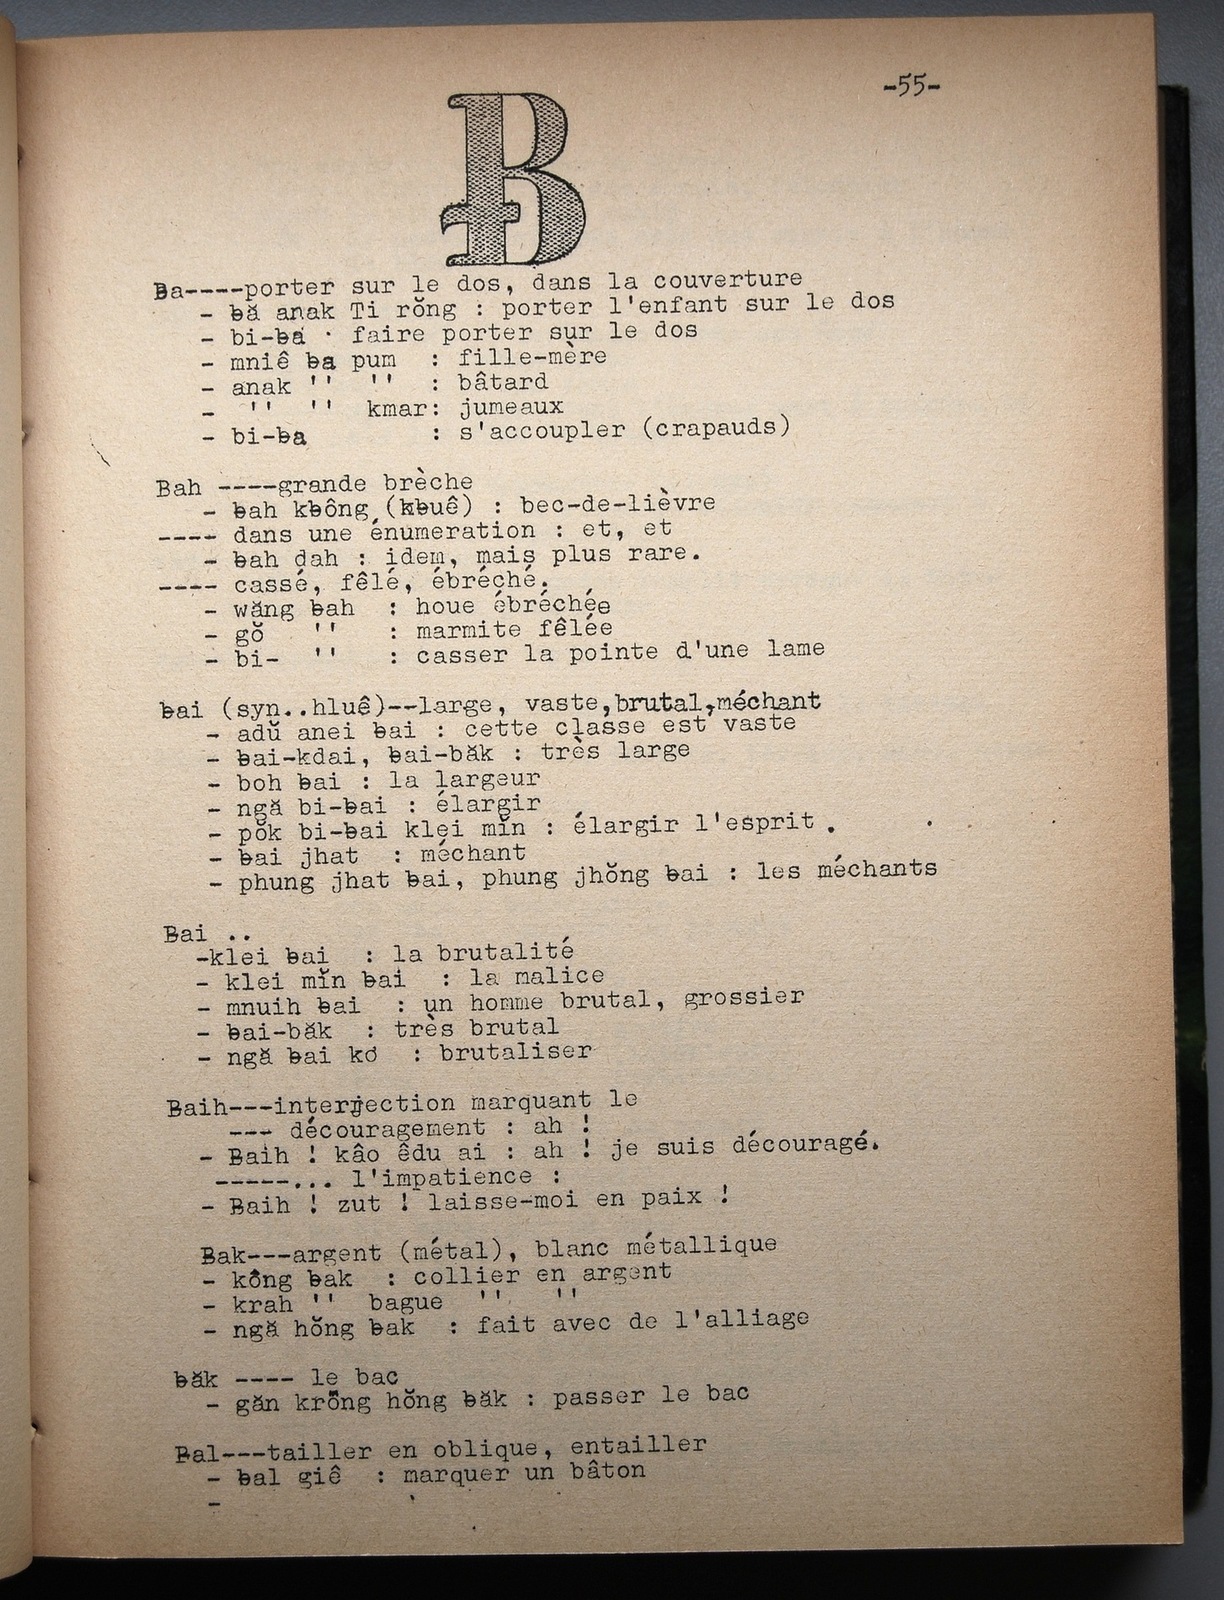 -55-
Ƀ
Ƀa----porter sur le dos, dans la couverture
- ƀă anak Ti rŏng : porter l'enfant sur le dos
- bi-ƀá · faire porter sur le dos
- mniê ƀa pum : fille-mère
- anak '' '' : bâtard
- '' '' kmar: jumeaux
- bi-ƀa : s'accoupler (crapauds)
Bah ----grande brèche
- ƀah kƀông (kƀuê) : bec-de-lièvre
---- dans une énumeration : et, et
- ƀah dah : idem, mais plus rare.
---- cassé, fêlé, ébréché.
- wăng ƀah : houe ébréchée
- gŏ '' : marmite fêlée
- bi- '' : casser la pointe d'une lame
ƀai (syn..hluê)--large, vaste,brutal,méchant
- adŭ anei ƀai : cette classe est vaste
- ƀai-kdai, ƀai-băk : très large
- boh ƀai : la largeur
- ngă bi-ƀai : élargir
- pŏk bi-ƀai klei mĭn : élargir l'esprit .
- ƀai jhat : méchant
- phung jhat ƀai, phung jhŏng ƀai : les méchants
Ƀai ..
-klei ƀai : la brutalité
- klei mĭn ƀai : la malice
- mnuih ƀai : un homme brutal, grossier
- ƀai-băk : très brutal
- ngă ƀai kơ : brutaliser
Ƀaih---interjection marquant le
--- découragement : ah !
- Ƀaih ! kâo êdu ai : ah ! je suis découragé.
-----... l'impatience :
- Ƀaih ! zut ! laisse-moi en paix !
Ƀak---argent (métal), blanc métallique
- kông ƀak : collier en argent
- krah '' bague '' ''
- ngă hŏng ƀak : fait avec de l'alliage
ƀăk ---- le bac
- găn krông hŏng ƀăk : passer le bac
Ƀal---tailler en oblique, entailler
- ƀal giê : marquer un bâton
-